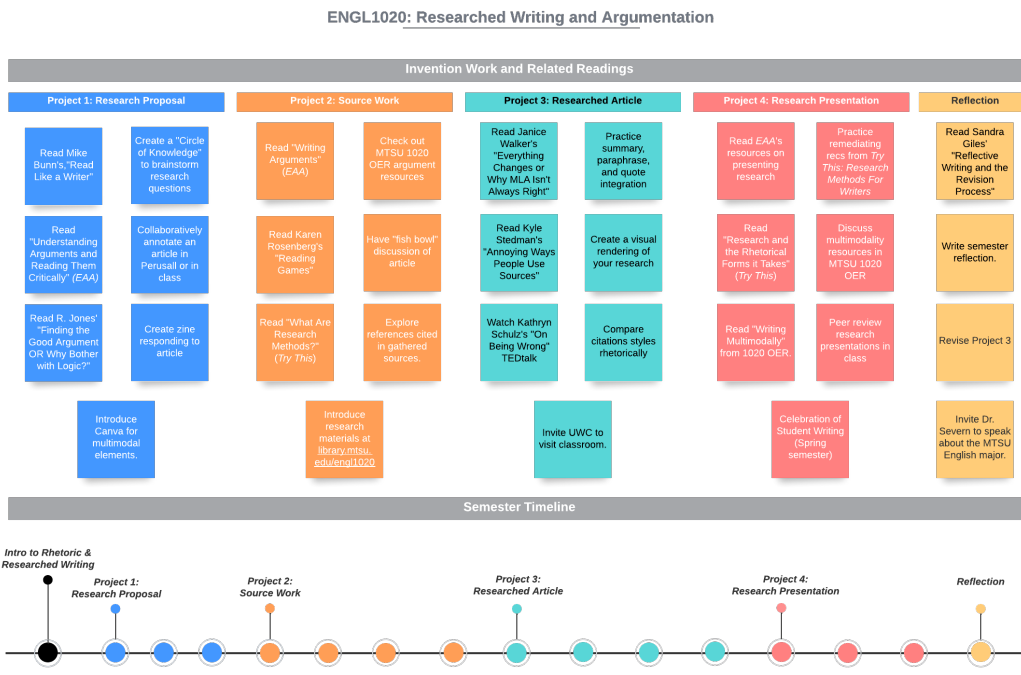 ENGL1020: Researched Writing and Argumentation
Invention Work and Related Readings
Project 1: Research Proposal
Project 2: Source Work
Project 3: Researched Article
Project 4: Research Presentation
Reflection
Read Mike
Bunn's,"Read
Like a Writer"
Create a "Circle
of Knowledge"
to brainstorm
research
questions
Read "Writing
Arguments"
(EAA)
Check out
MTSU 1020
OER argument
resources
Read Janice
Walker's
"Everything
Changes or
Why MLA Isn't
Always Right"
Practice
summary,
paraphrase,
and quote
integration
Read EAA's
resources on
presenting
research
Practice
remediating
recs from Try
This: Research
Methods For
Writers
Read Sandra
Giles'
"Reflective
Writing and the
Revision
Process"
Read
"Understanding
Arguments and
Reading Them
Critically" (EAA)
Collaboratively
annotate an
article in
Perusall or in
class
Read Karen
Rosenberg's
"Reading
Games"
Have "fish bowl"
discussion of
article
Read Kyle
Stedman's
"Annoying Ways
People Use
Sources"
Create a visual
rendering of
your research
Read
"Research and
the Rhetorical
Forms it Takes"
(Try This)
Discuss
multimodality
resources in
MTSU 1020
OER
Write semester
reflection.
Read R. Jones'
"Finding the
Good Argument
OR Why Bother
with Logic?"
Create zine
responding to
article
Read "What Are
Research
Methods?"
(Try This)
Explore
references cited
in gathered
sources.
Watch Kathryn
Schulz's "On
Being Wrong"
TEDtalk
Compare
citations styles
rhetorically
Read "Writing
Multimodally"
from 1020 OER.
Peer review
research
presentations in
class
Revise Project 3
Introduce
Canva for
multimodal
elements.
Introduce
research
materials at
library.mtsu.
edu/engl1020
Invite UWC to
visit classroom.
Celebration of
Student Writing
(Spring
semester)
Invite Dr.
Severn to speak
about the MTSU
English major.
Semester Timeline
Intro to Rhetoric &
Researched Writing
Project 1:
Research Proposal
Project 2:
Source Work
Project 3:
Researched Article
Project 4:
Research Presentation
Reflection